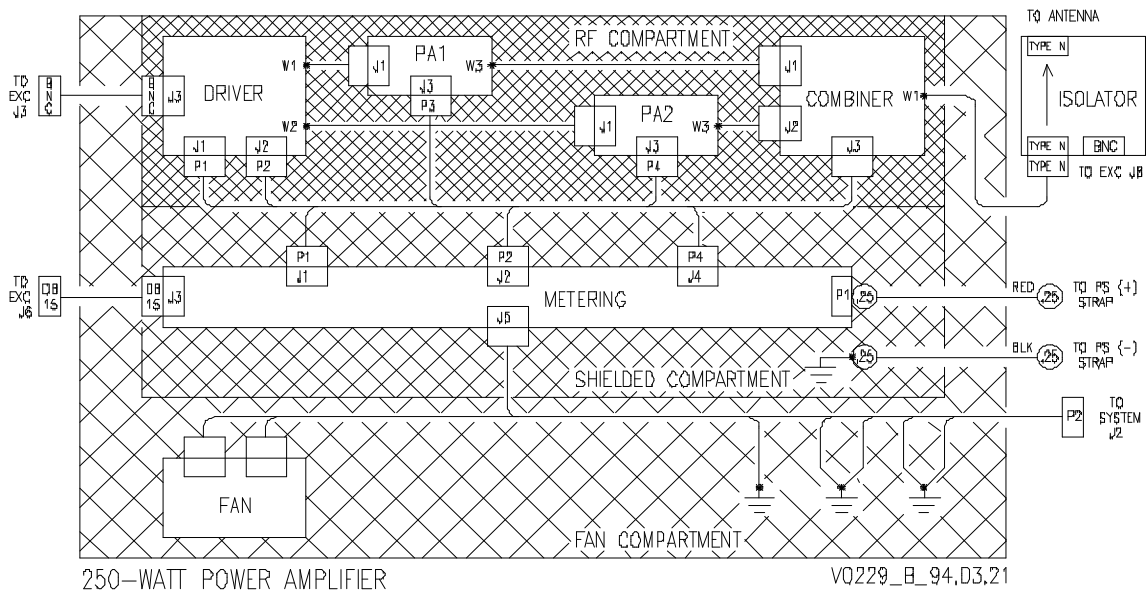 TO ANTENNA
RF COMPARTMENT
TYPE N
PA1
W1
J1
J3
W3
J1
TO
EXC
J3
BNC
BNC
J3
DRIVER
P3
COMBINER
W1
ISOLATOR
PA2
W2
J1
W3
J2
J1
J2
J3
J3
TYPE N
BNC
P1
P2
P4
TYPE N
TO EXC J8
P1
P2
P4
J1
J2
J4
TO
EXC
J6
DB
15
DB
15
J3
METERING
P1
.25
RED
.25
TO PS (+)
STRAP
J5
BLK
.25
.25
TO PS (-)
STRAP
SHIELDED COMPARTMENT
P2
TO
SYSTEM
J2
FAN
FAN COMPARTMENT
250-WATT POWER AMPLIFIER
VO229_B_94,D3,21